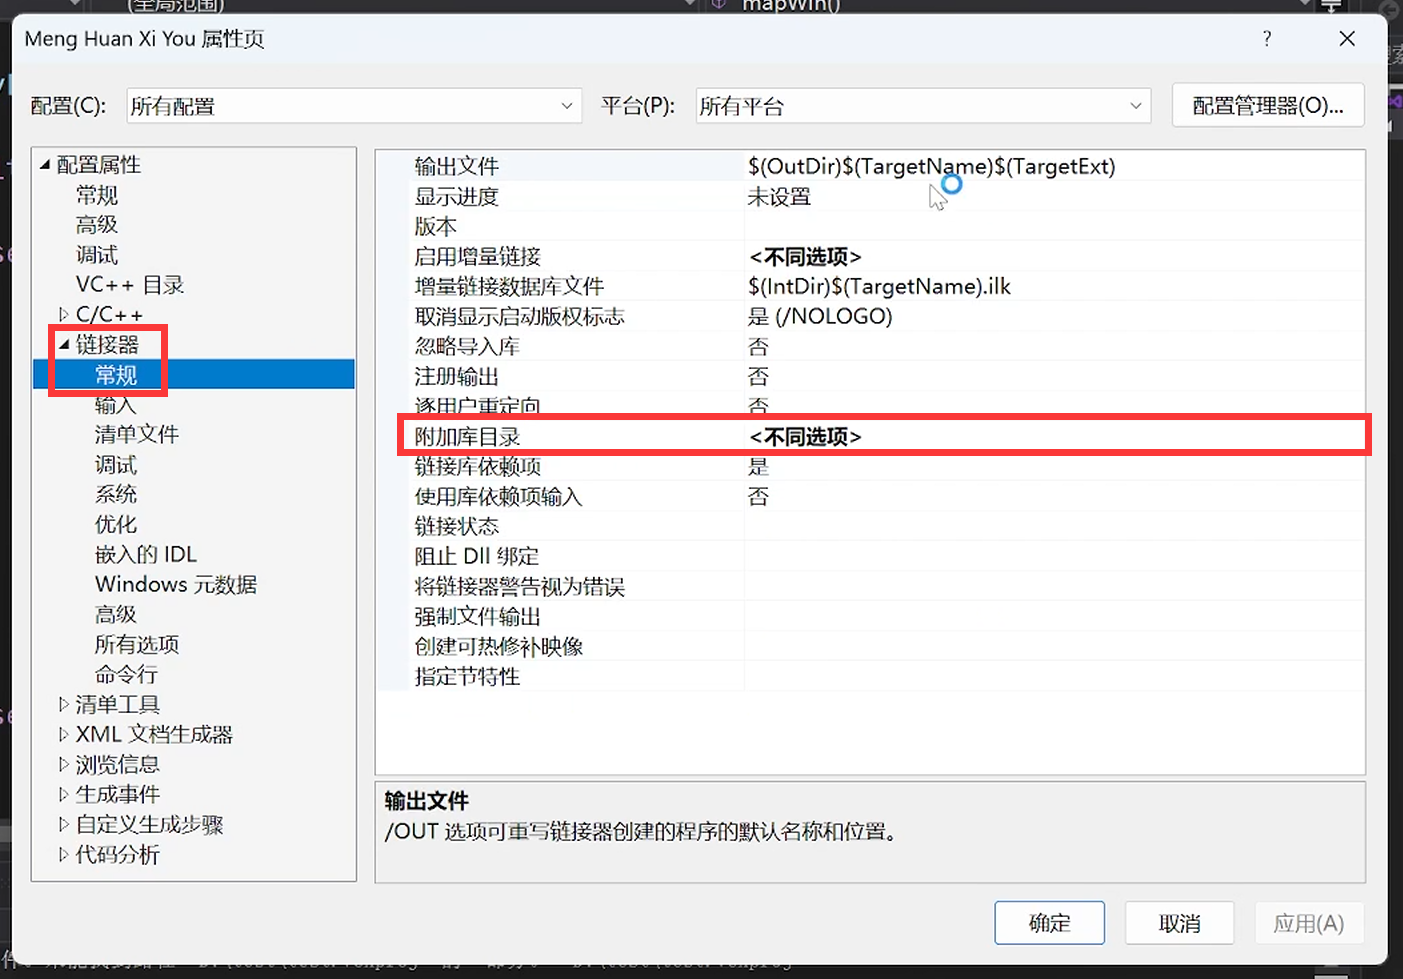 (全局范围)
mapWin()
Meng Huan Xi You 属性页
?
配置(C):
所有配置
平台(P):
所有平台
配置管理器(O)...
配置属性
常规
高级
调试
VC++ 目录
C/C++
链接器
常规
输入
清单文件
调试
系统
优化
嵌入的 IDL
Windows 元数据
高级
所有选项
命令行
清单工具
XML 文档生成器
浏览信息
生成事件
自定义生成步骤
代码分析
输出文件 $(OutDir)$(TargetName)$(TargetExt)
显示进度 未设置
版本
启用增量链接 <不同选项>
增量链接数据库文件 $(IntDir)$(TargetName).ilk
取消显示启动版权标志 是 (/NOLOGO)
忽略导入库 否
注册输出 否
逐用户重定向 否
附加库目录 <不同选项>
链接库依赖项 是
使用库依赖项输入 否
链接状态
阻止 Dll 绑定
将链接器警告视为错误
强制文件输出
创建可热修补映像
指定节特性
输出文件
/OUT 选项可重写链接器创建的程序的默认名称和位置。
确定
取消
应用(A)